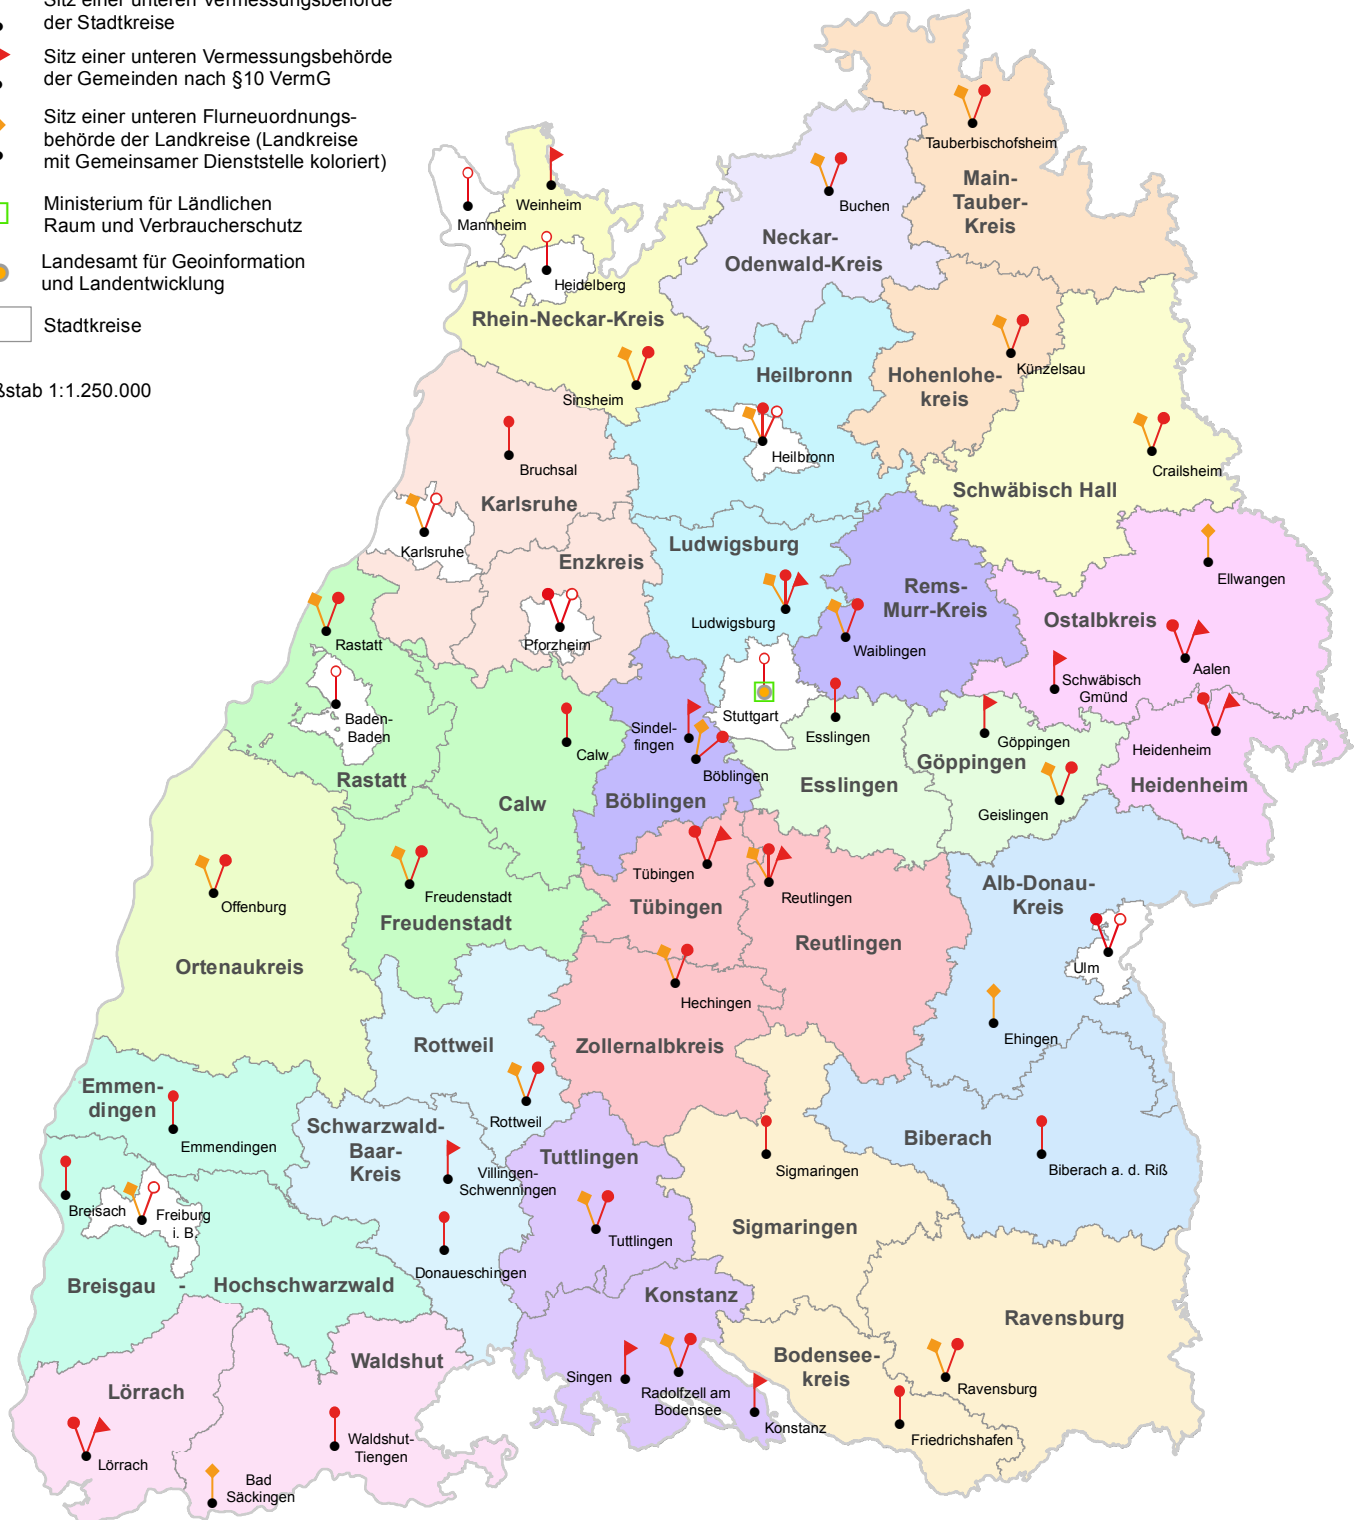 Sitz einer unteren Vermessungsbehörde
der Stadtkreise
Sitz einer unteren Vermessungsbehörde
der Gemeinden nach §10 VermG
Sitz einer unteren Flurneuordnungs-
behörde der Landkreise (Landkreise
mit Gemeinsamer Dienststelle koloriert)
Ministerium für Ländlichen
Raum und Verbraucherschutz
Landesamt für Geoinformation
und Landentwicklung
Stadtkreise
ßstab 1:1.250.000
Tauberbischofsheim
Main-
Tauber-
Kreis
Buchen
Neckar-
Odenwald-Kreis
Weinheim
Mannheim
Heidelberg
Rhein-Neckar-Kreis
Sinsheim
Heilbronn
Heilbronn
Hohenlohe-
kreis
Künzelsau
Crailsheim
Schwäbisch Hall
Bruchsal
Karlsruhe
Karlsruhe
Enzkreis
Pforzheim
Ludwigsburg
Ludwigsburg
Rems-
Murr-Kreis
Waiblingen
Ellwangen
Ostalbkreis
Aalen
Schwäbisch
Gmünd
Rastatt
Baden-
Baden
Rastatt
Calw
Calw
Sindel-
fingen
Böblingen
Böblingen
Stuttgart
Esslingen
Esslingen
Göppingen
Göppingen
Geislingen
Heidenheim
Heidenheim
Offenburg
Ortenaukreis
Freudenstadt
Freudenstadt
Tübingen
Tübingen
Reutlingen
Reutlingen
Alb-Donau-
Kreis
Ulm
Ehingen
Hechingen
Zollernalbkreis
Rottweil
Rottweil
Emmen-
dingen
Emmendingen
Schwarzwald-
Baar-
Kreis
Villingen-
Schwenningen
Donaueschingen
Tuttlingen
Tuttlingen
Sigmaringen
Sigmaringen
Biberach
Biberach a. d. Riß
Breisach
Freiburg
i. B.
Breisgau - Hochschwarzwald
Konstanz
Singen
Radolfzell am
Bodensee
Konstanz
Bodensee-
kreis
Friedrichshafen
Ravensburg
Ravensburg
Waldshut
Waldshut-
Tiengen
Lörrach
Lörrach
Bad
Säckingen